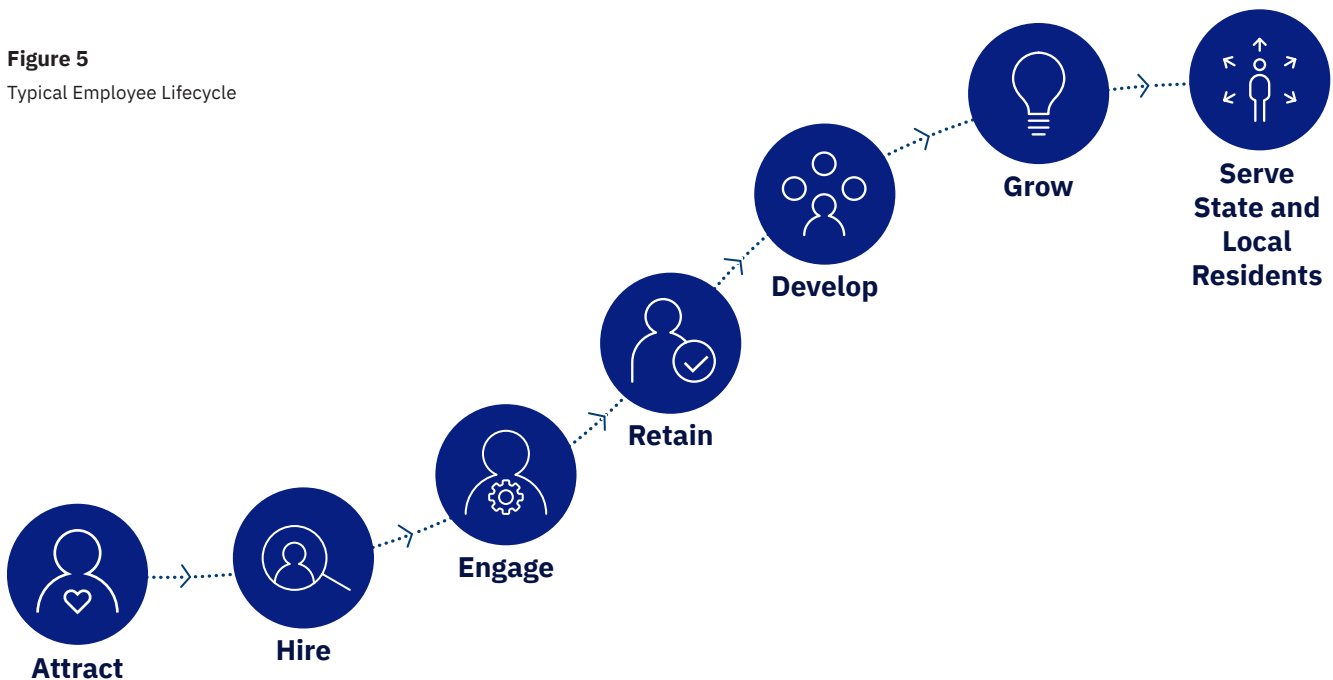 Figure 5
Typical Employee Lifecycle
Attract
Hire
Engage
Retain
Develop
Grow
Serve
State and
Local
Residents